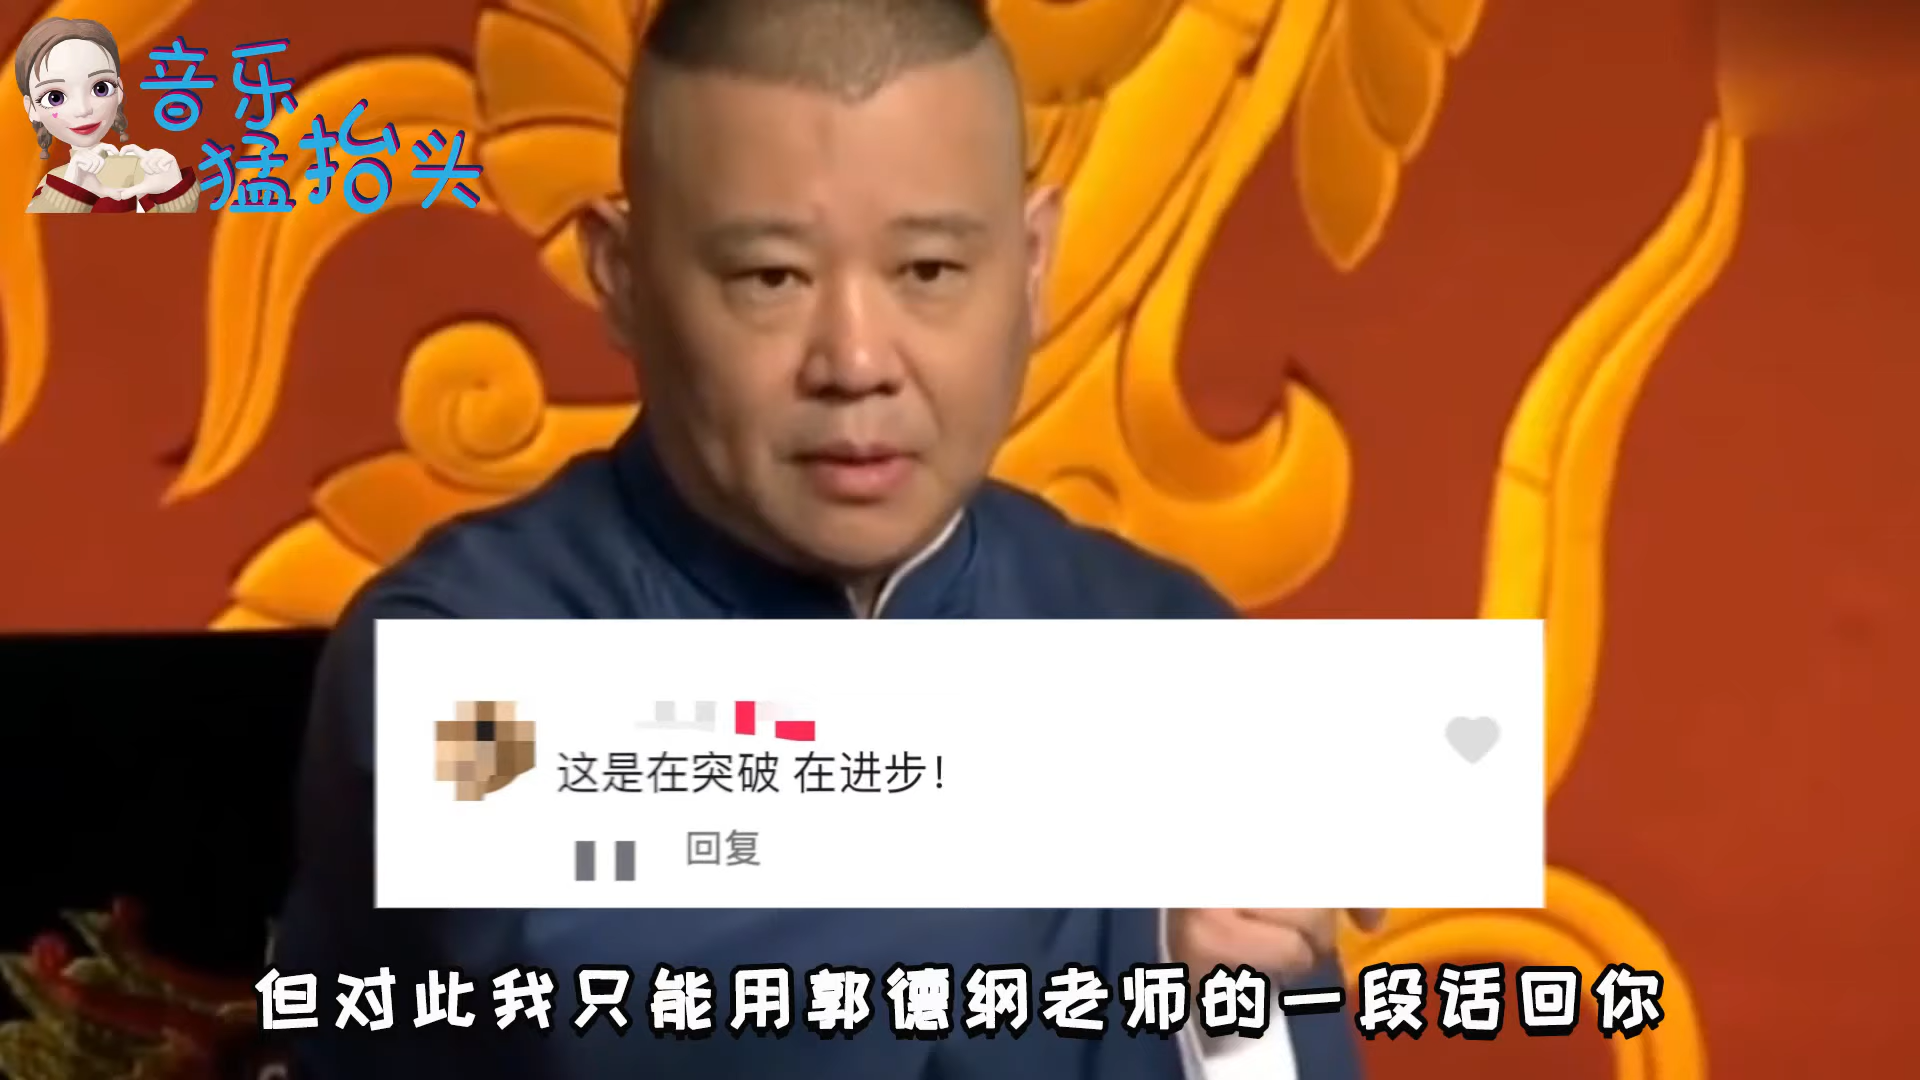 音乐
猛抬头
这是在突破 在进步！
回复
但对此我只能用郭德纲老师的一段话回你